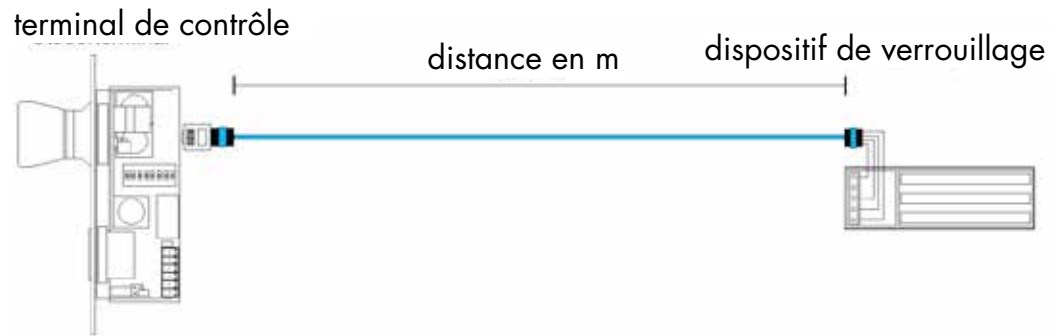 terminal de contrôle
distance en m
dispositif de verrouillage